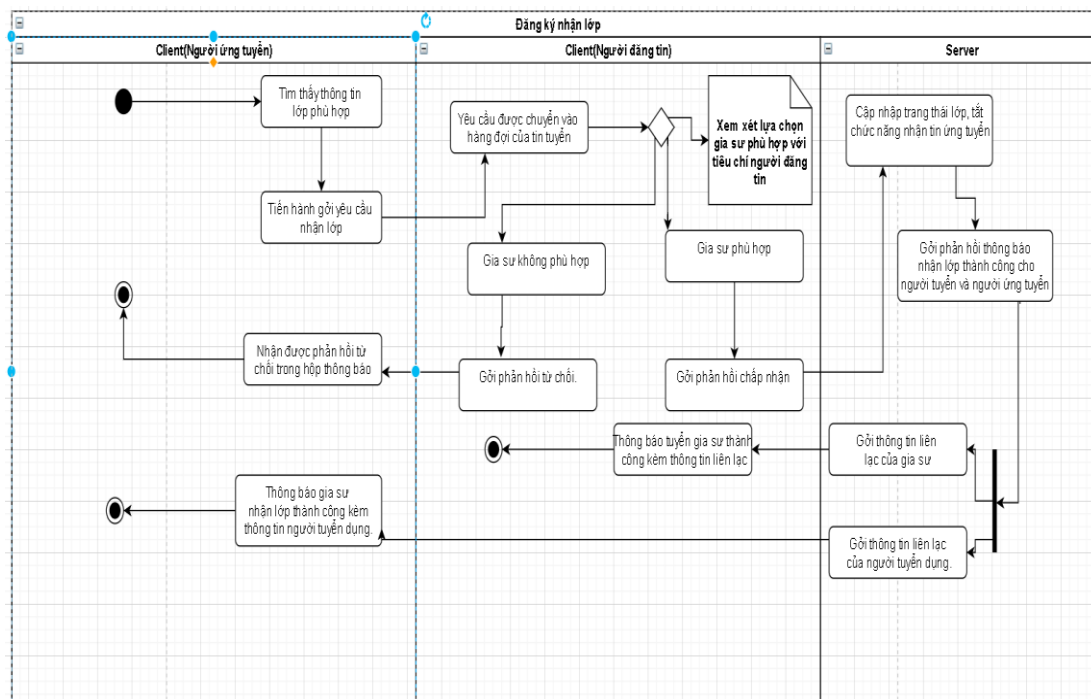 Đăng ký nhận lớp
Client(Người ứng tuyển)
Client(Người đăng tin)
Server
Tìm thấy thông tin
lớp phù hợp
Tiến hành gởi yêu cầu
nhận lớp
Yêu cầu được chuyển vào
hàng đợi của tin tuyển
Xem xét lựa chọn
gia sư phù hợp với
tiêu chí người đăng
tin
Cập nhập trang thái lớp, tắt
chức năng nhận tin ứng tuyển
Gia sư không phù hợp
Gia sư phù hợp
Gởi phản hồi thông báo
nhận lớp thành công cho
người tuyển và người ứng tuyển
Nhận được phản hồi từ
chối trong hộp thông báo
Gởi phản hồi từ chối.
Gởi phản hồi chấp nhận
Thông báo tuyển gia sư thành
công kèm thông tin liên lạc
Gởi thông tin liên
lạc của gia sư
Thông báo gia sư
nhận lớp thành công kèm
thông tin người tuyển dụng.
Gởi thông tin liên lạc
của người tuyển dụng.